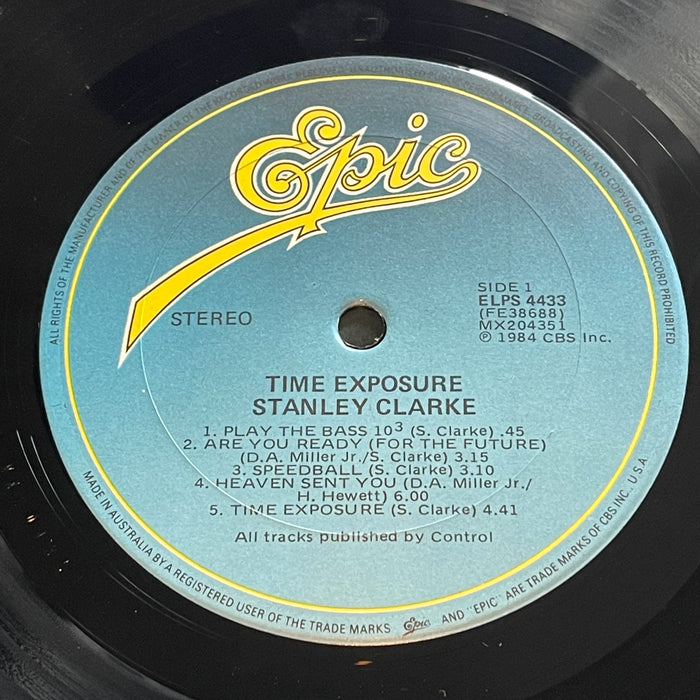 ALL RIGHTS OF THE MANUFACTURER AND OF THE OWNER OF THE RECORDED WORK RESERVED. UNAUTHORISED PUBLIC PERFORMANCE, BROADCASTING AND COPYING OF THIS RECORD PROHIBITED
Epic
STEREO
SIDE 1
ELPS 4433
(FE38688)
MX204351
℗ 1984 CBS Inc.
TIME EXPOSURE
STANLEY CLARKE
1. PLAY THE BASS 10³ (S. Clarke) .45
2. ARE YOU READY (FOR THE FUTURE)
(D.A. Miller Jr./S. Clarke) 3.15
3. SPEEDBALL (S. Clarke) 3.10
4. HEAVEN SENT YOU (D.A. Miller Jr./
H. Hewett) 6.00
5. TIME EXPOSURE (S. Clarke) 4.41
All tracks published by Control
MADE IN AUSTRALIA BY A REGISTERED USER OF THE TRADE MARKS Epic AND "EPIC" ARE TRADE MARKS OF CBS INC., U.S.A.